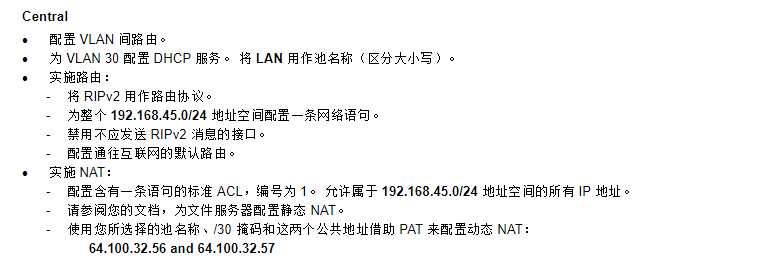 Central
• 配置 VLAN 间路由。
• 为 VLAN 30 配置 DHCP 服务。 将 LAN 用作池名称（区分大小写）。
• 实施路由：
- 将 RIPv2 用作路由协议。
- 为整个 192.168.45.0/24 地址空间配置一条网络语句。
- 禁用不应发送 RIPv2 消息的接口。
- 配置通往互联网的默认路由。
• 实施 NAT：
- 配置含有一条语句的标准 ACL，编号为 1。 允许属于 192.168.45.0/24 地址空间的所有 IP 地址。
- 请参阅您的文档，为文件服务器配置静态 NAT。
- 使用您所选择的池名称、/30 掩码和这两个公共地址借助 PAT 来配置动态 NAT：
64.100.32.56 and 64.100.32.57